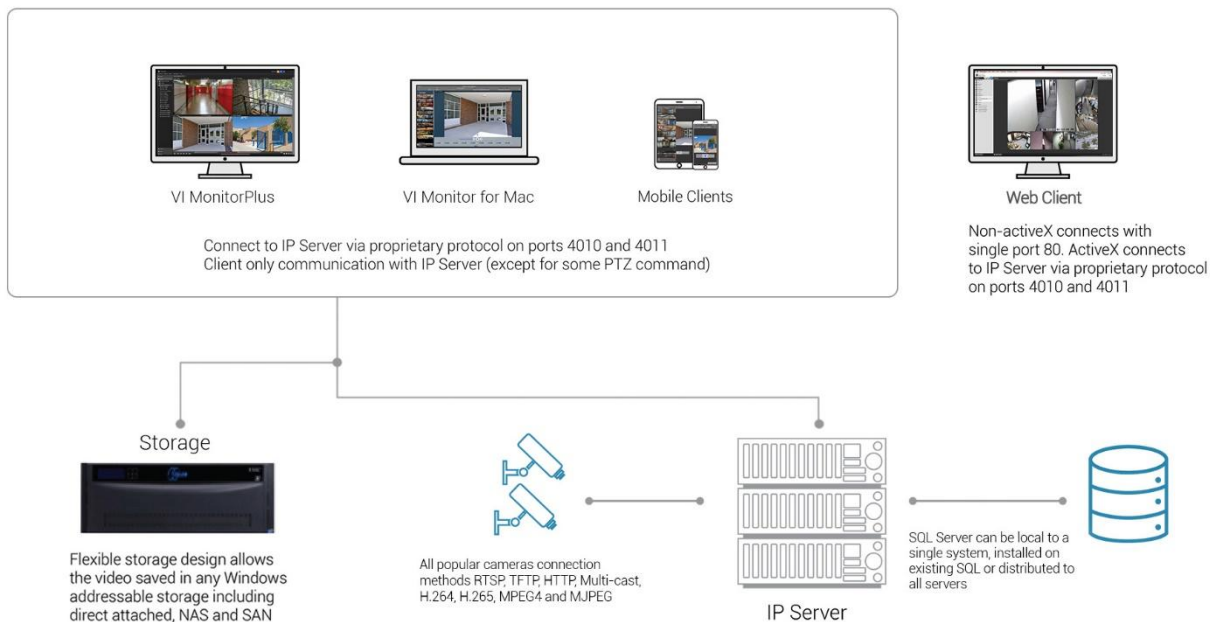 VI MonitorPlus
VI Monitor for Mac
Mobile Clients
Connect to IP Server via proprietary protocol on ports 4010 and 4011
Client only communication with IP Server (except for some PTZ command)
Web Client
Non-activeX connects with
single port 80. ActiveX connects
to IP Server via proprietary protocol
on ports 4010 and 4011
Storage
Flexible storage design allows
the video saved in any Windows
addressable storage including
direct attached, NAS and SAN
All popular cameras connection
methods RTSP, TFTP, HTTP, Multi-cast,
H.264, H.265, MPEG4 and MJPEG
IP Server
SQL Server can be local to a
single system, installed on
existing SQL or distributed to
all servers